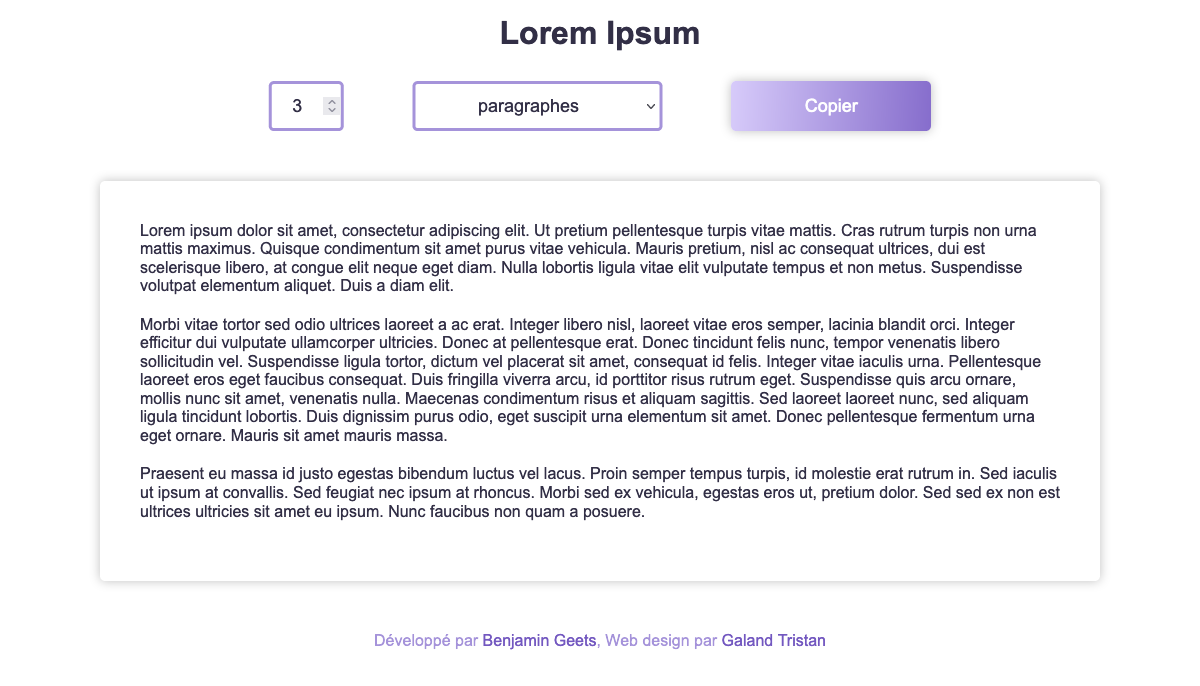 Lorem Ipsum
3
paragraphes
Copier
Lorem ipsum dolor sit amet, consectetur adipiscing elit. Ut pretium pellentesque turpis vitae mattis. Cras rutrum turpis non urna
mattis maximus. Quisque condimentum sit amet purus vitae vehicula. Mauris pretium, nisl ac consequat ultrices, dui est
scelerisque libero, at congue elit neque eget diam. Nulla lobortis ligula vitae elit vulputate tempus et non metus. Suspendisse
volutpat elementum aliquet. Duis a diam elit.
Morbi vitae tortor sed odio ultrices laoreet a ac erat. Integer libero nisl, laoreet vitae eros semper, lacinia blandit orci. Integer
efficitur dui vulputate ullamcorper ultricies. Donec at pellentesque erat. Donec tincidunt felis nunc, tempor venenatis libero
sollicitudin vel. Suspendisse ligula tortor, dictum vel placerat sit amet, consequat id felis. Integer vitae iaculis urna. Pellentesque
laoreet eros eget faucibus consequat. Duis fringilla viverra arcu, id porttitor risus rutrum eget. Suspendisse quis arcu ornare,
mollis nunc sit amet, venenatis nulla. Maecenas condimentum risus et aliquam sagittis. Sed laoreet laoreet nunc, sed aliquam
ligula tincidunt lobortis. Duis dignissim purus odio, eget suscipit urna elementum sit amet. Donec pellentesque fermentum urna
eget ornare. Mauris sit amet mauris massa.
Praesent eu massa id justo egestas bibendum luctus vel lacus. Proin semper tempus turpis, id molestie erat rutrum in. Sed iaculis
ut ipsum at convallis. Sed feugiat nec ipsum at rhoncus. Morbi sed ex vehicula, egestas eros ut, pretium dolor. Sed sed ex non est
ultrices ultricies sit amet eu ipsum. Nunc faucibus non quam a posuere.
Développé par Benjamin Geets, Web design par Galand Tristan